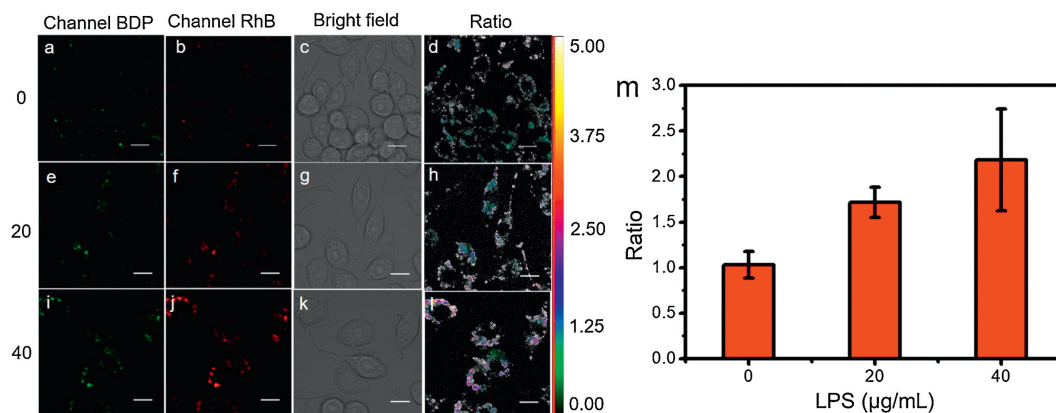 Channel BDP Channel RhB Bright field Ratio
0 a b c d
20 e f g h
40 i j k l
5.00
3.75
2.50
1.25
0.00
m
Ratio
3.0
2.5
2.0
1.5
1.0
0.5
0.0
0 20 40
LPS (µg/mL)